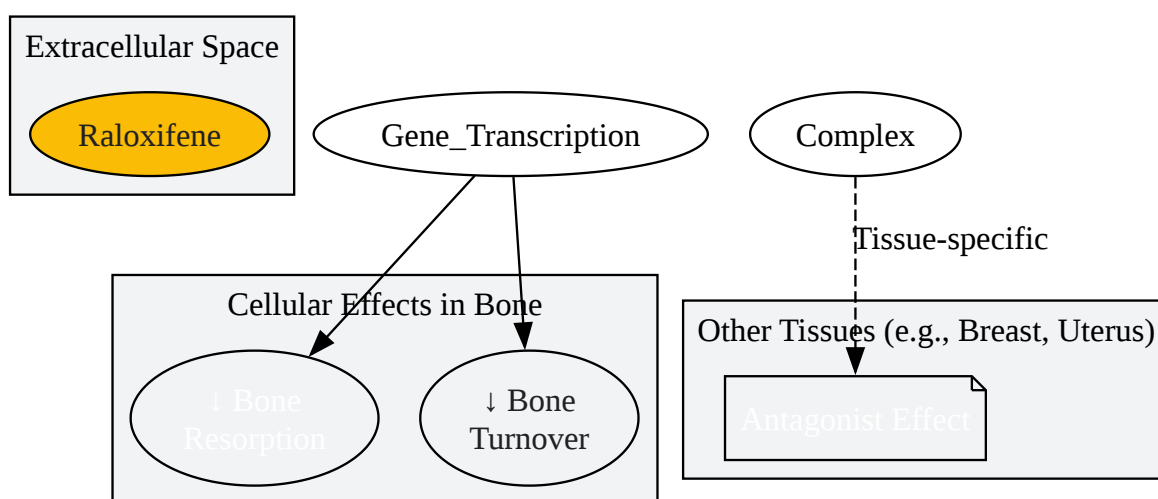 Extracellular Space
Raloxifene
Gene_Transcription
Complex
Tissue-specific
Cellular Effects in Bone
↓ Bone
Resorption
↓ Bone
Turnover
Other Tissues (e.g., Breast, Uterus)
Antagonist Effect